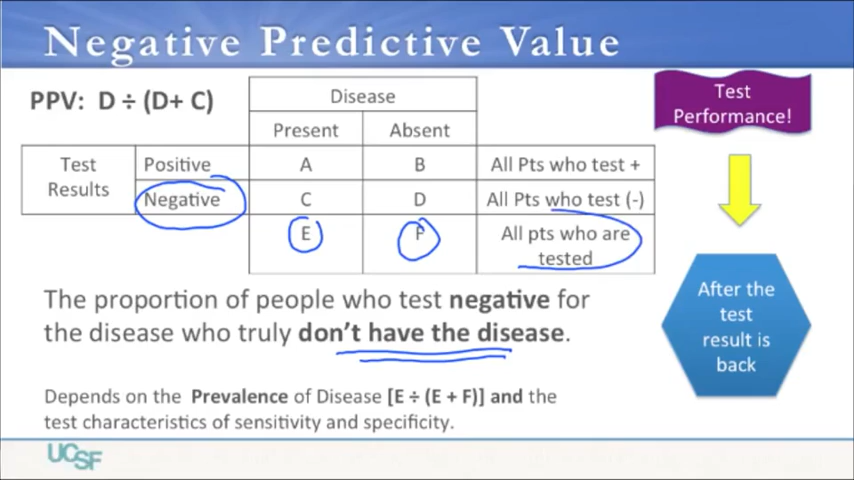 Negative Predictive Value
PPV: D ÷ (D+ C)
Disease
Present Absent
Test Results Positive A B All Pts who test +
Negative C D All Pts who test (-)
E F All pts who are tested
Test
Performance!
After the
test
result is
back
The proportion of people who test negative for
the disease who truly don't have the disease.
Depends on the Prevalence of Disease [E ÷ (E + F)] and the
test characteristics of sensitivity and specificity.
UCSF